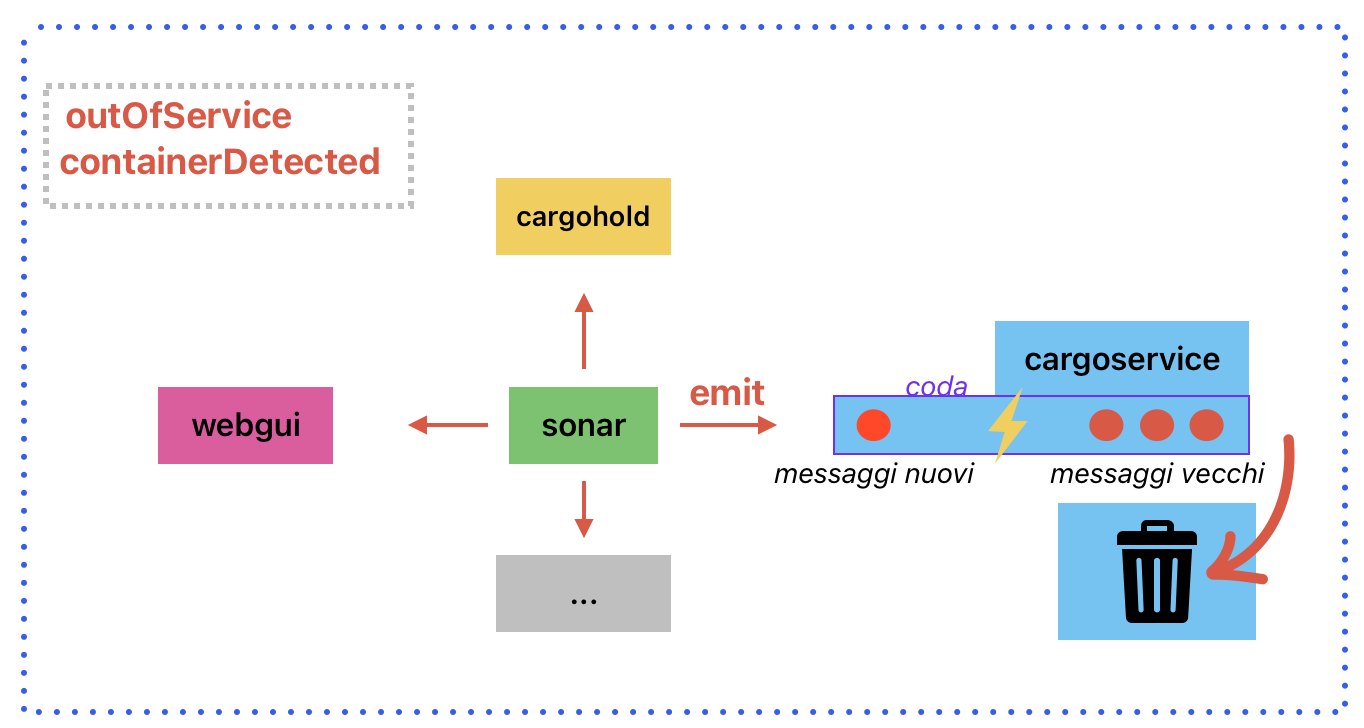 outOfService
containerDetected
cargohold
cargoservice
coda
webgui
sonar
emit
messaggi nuovi
messaggi vecchi
...